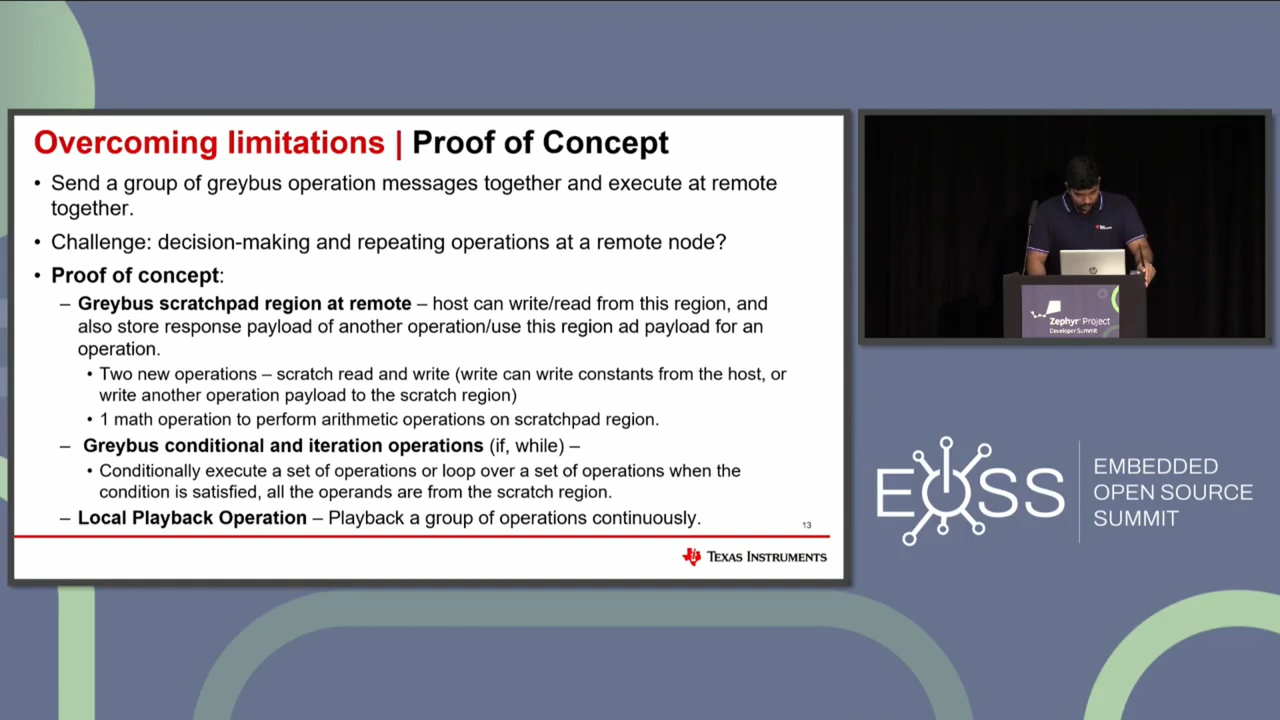 Overcoming limitations | Proof of Concept
• Send a group of greybus operation messages together and execute at remote
together.
• Challenge: decision-making and repeating operations at a remote node?
• Proof of concept:
– Greybus scratchpad region at remote – host can write/read from this region, and
also store response payload of another operation/use this region ad payload for an
operation.
• Two new operations – scratch read and write (write can write constants from the host, or
write another operation payload to the scratch region)
• 1 math operation to perform arithmetic operations on scratchpad region.
– Greybus conditional and iteration operations (if, while) –
• Conditionally execute a set of operations or loop over a set of operations when the
condition is satisfied, all the operands are from the scratch region.
– Local Playback Operation – Playback a group of operations continuously.
13
TEXAS INSTRUMENTS
Zephyr Project
Developer Summit
hp
EOSS
EMBEDDED
OPEN SOURCE
SUMMIT